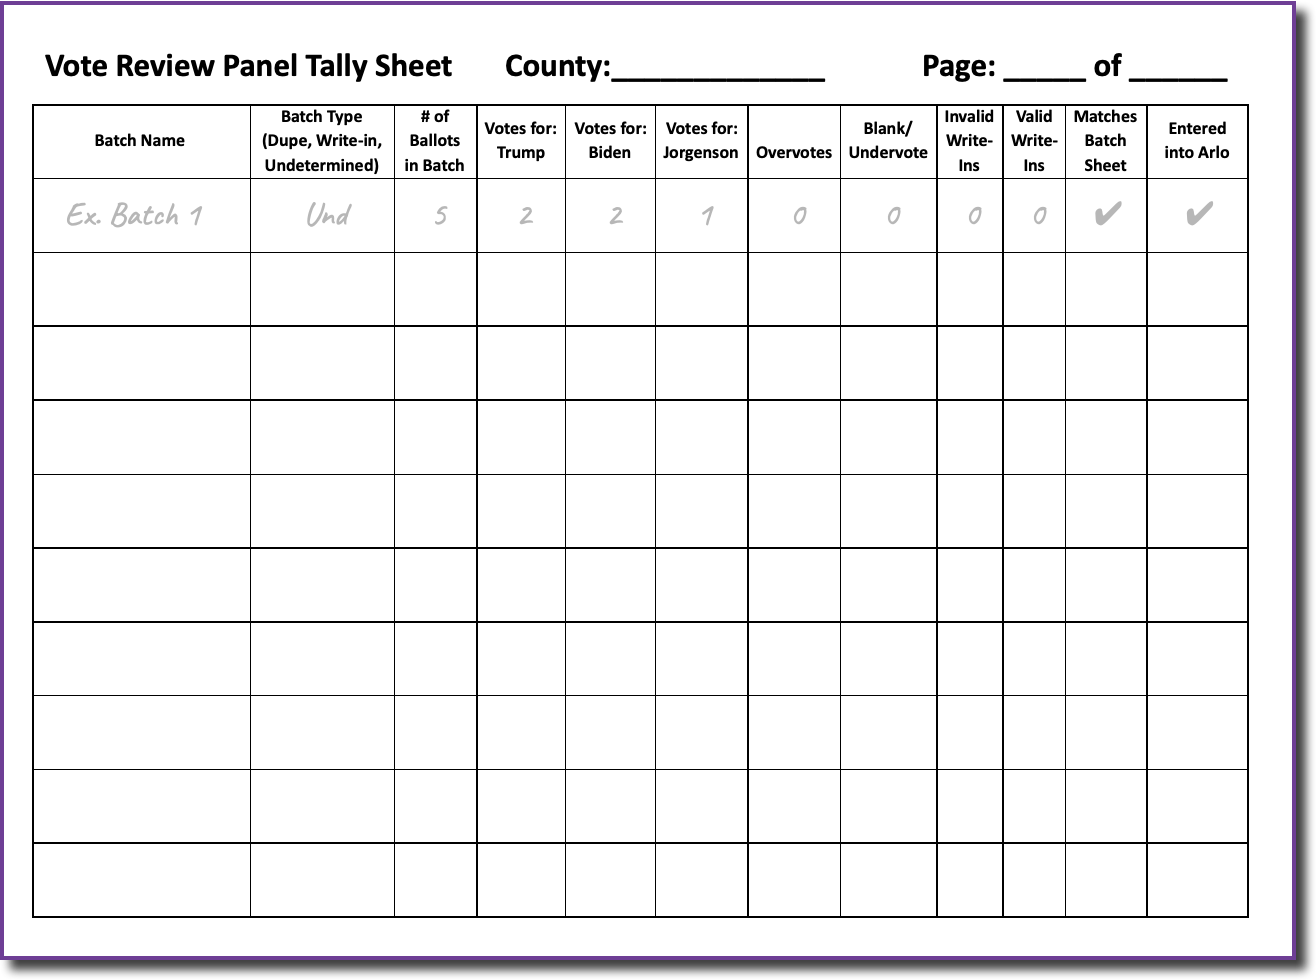 Vote Review Panel Tally Sheet County:_____________ Page: _____ of ______
Batch Name
Batch Type
(Dupe, Write-in,
Undetermined)
# of
Ballots
in Batch
Votes for:
Trump
Votes for:
Biden
Votes for:
Jorgenson
Overvotes
Blank/
Undervote
Invalid
Write-
Ins
Valid
Write-
Ins
Matches
Batch
Sheet
Entered
into Arlo
Ex. Batch 1 Und 5 2 2 1 0 0 0 0 ✔ ✔